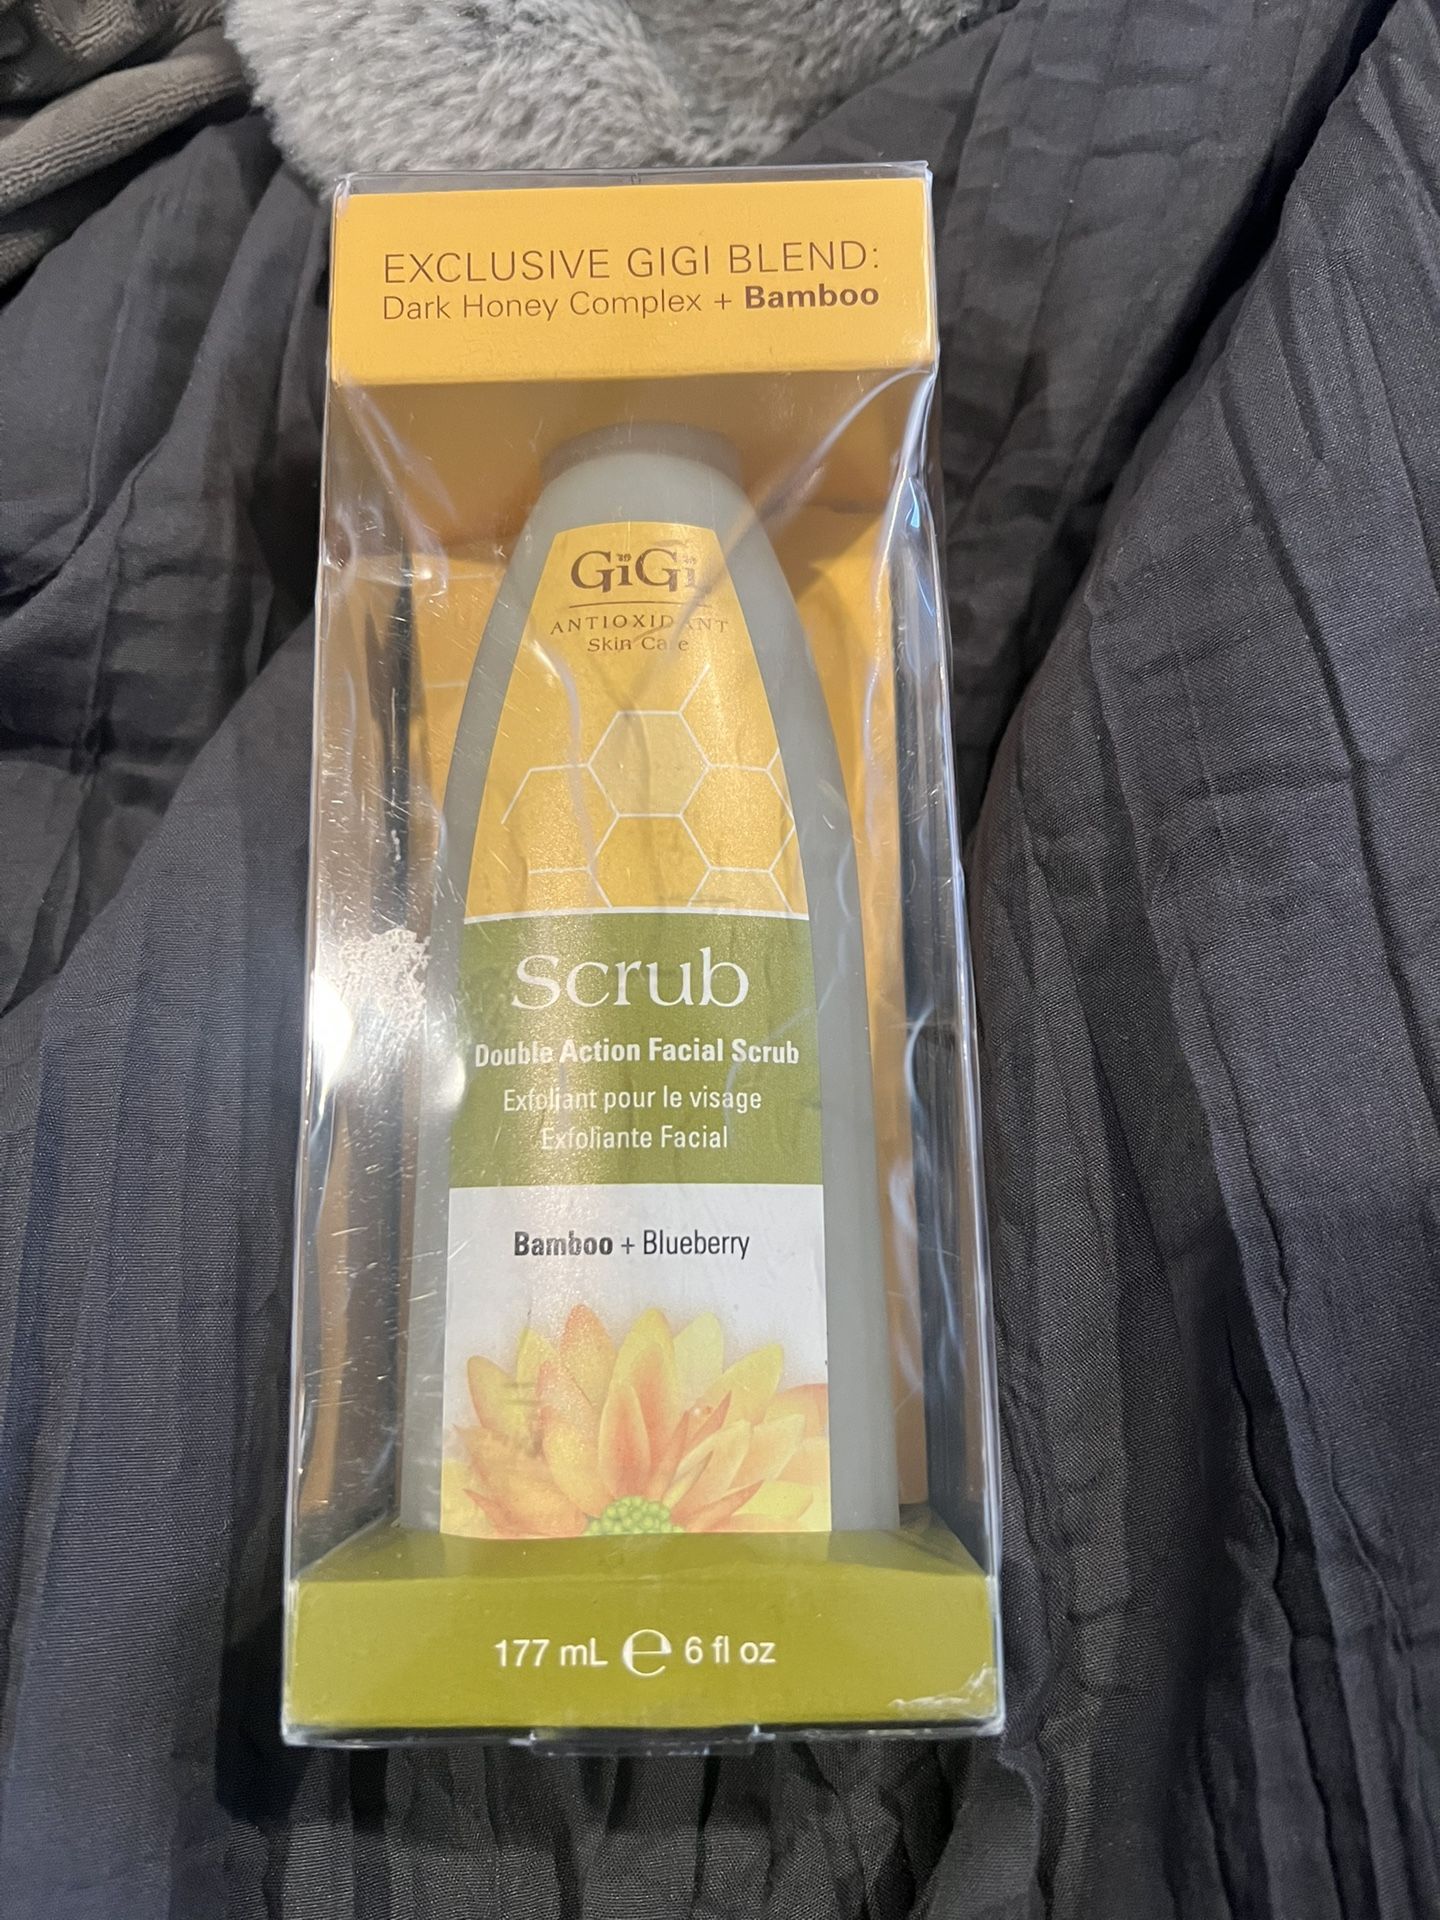 EXCLUSIVE GIGI BLEND:
Dark Honey Complex + Bamboo
GiGi
ANTIOXIDANT
Skin Care
Scrub
Double Action Facial Scrub
Exfoliant pour le visage
Exfoliante Facial
Bamboo + Blueberry
177 mL ℮ 6 fl oz